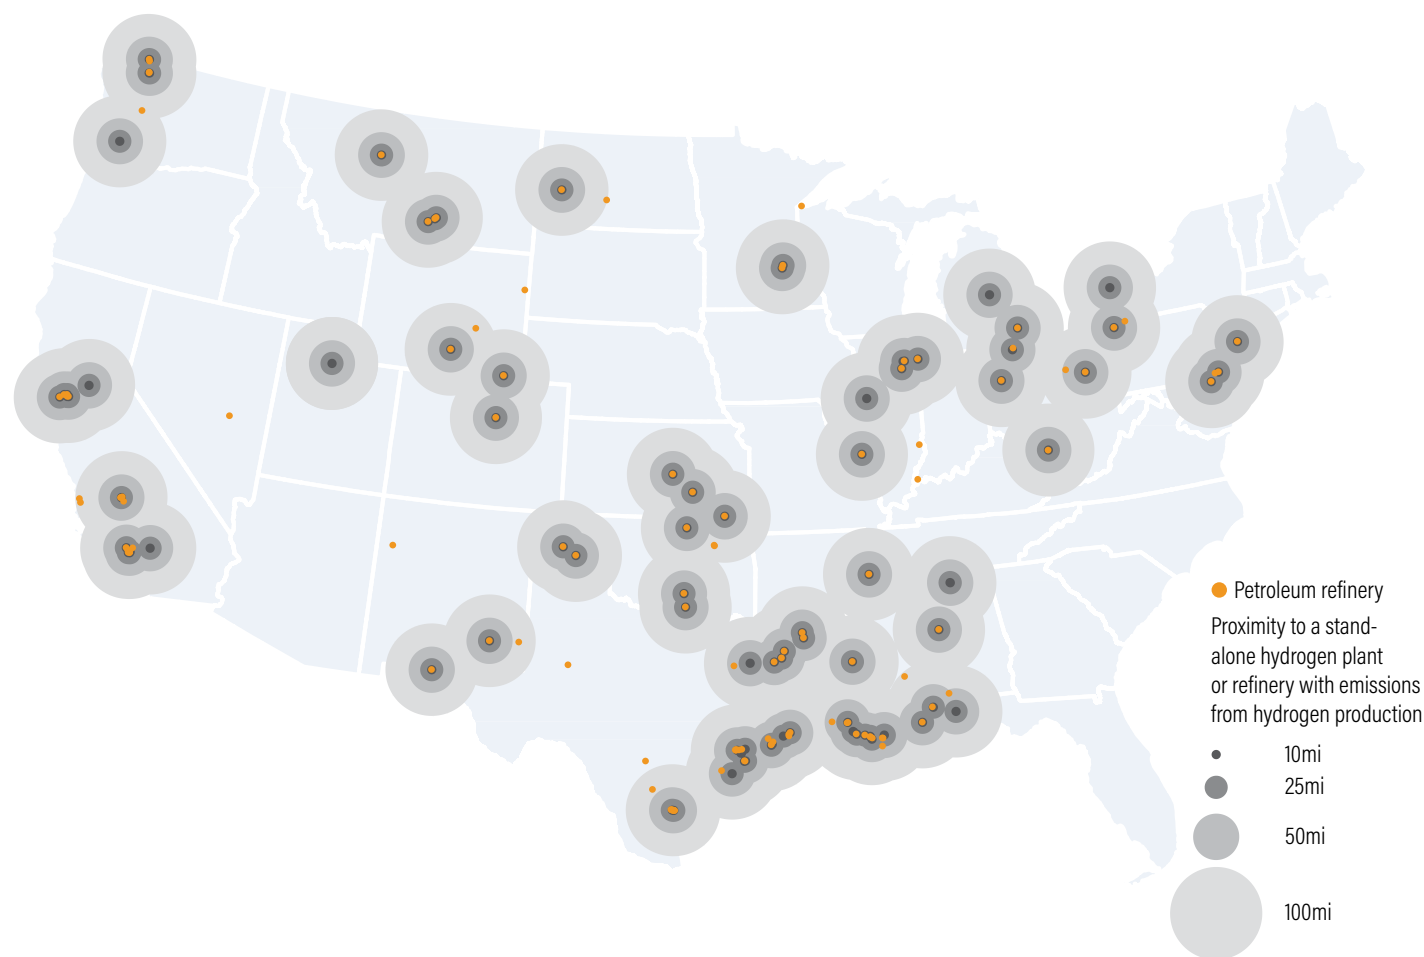 Petroleum refinery
Proximity to a stand-
alone hydrogen plant
or refinery with emissions
from hydrogen production
10mi
25mi
50mi
100mi